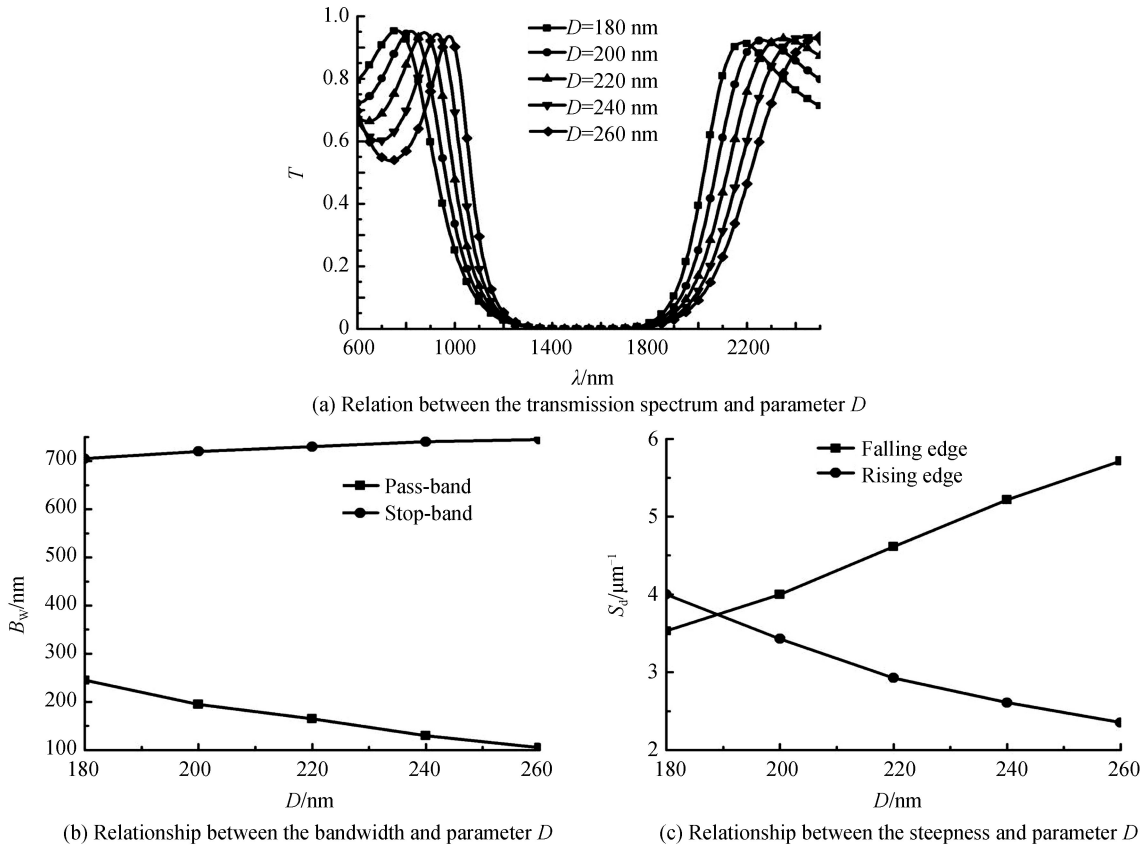 1.0
0.8
0.6
0.4
0.2
0
T
D=180 nm
D=200 nm
D=220 nm
D=240 nm
D=260 nm
600 1000 1400 1800 2200
λ/nm
(a) Relation between the transmission spectrum and parameter D
700
600
500
400
300
200
100
B_W/nm
Pass-band
Stop-band
180 200 220 240 260
D/nm
(b) Relationship between the bandwidth and parameter D
6
5
4
3
2
S_d/μm⁻¹
Falling edge
Rising edge
180 200 220 240 260
D/nm
(c) Relationship between the steepness and parameter D